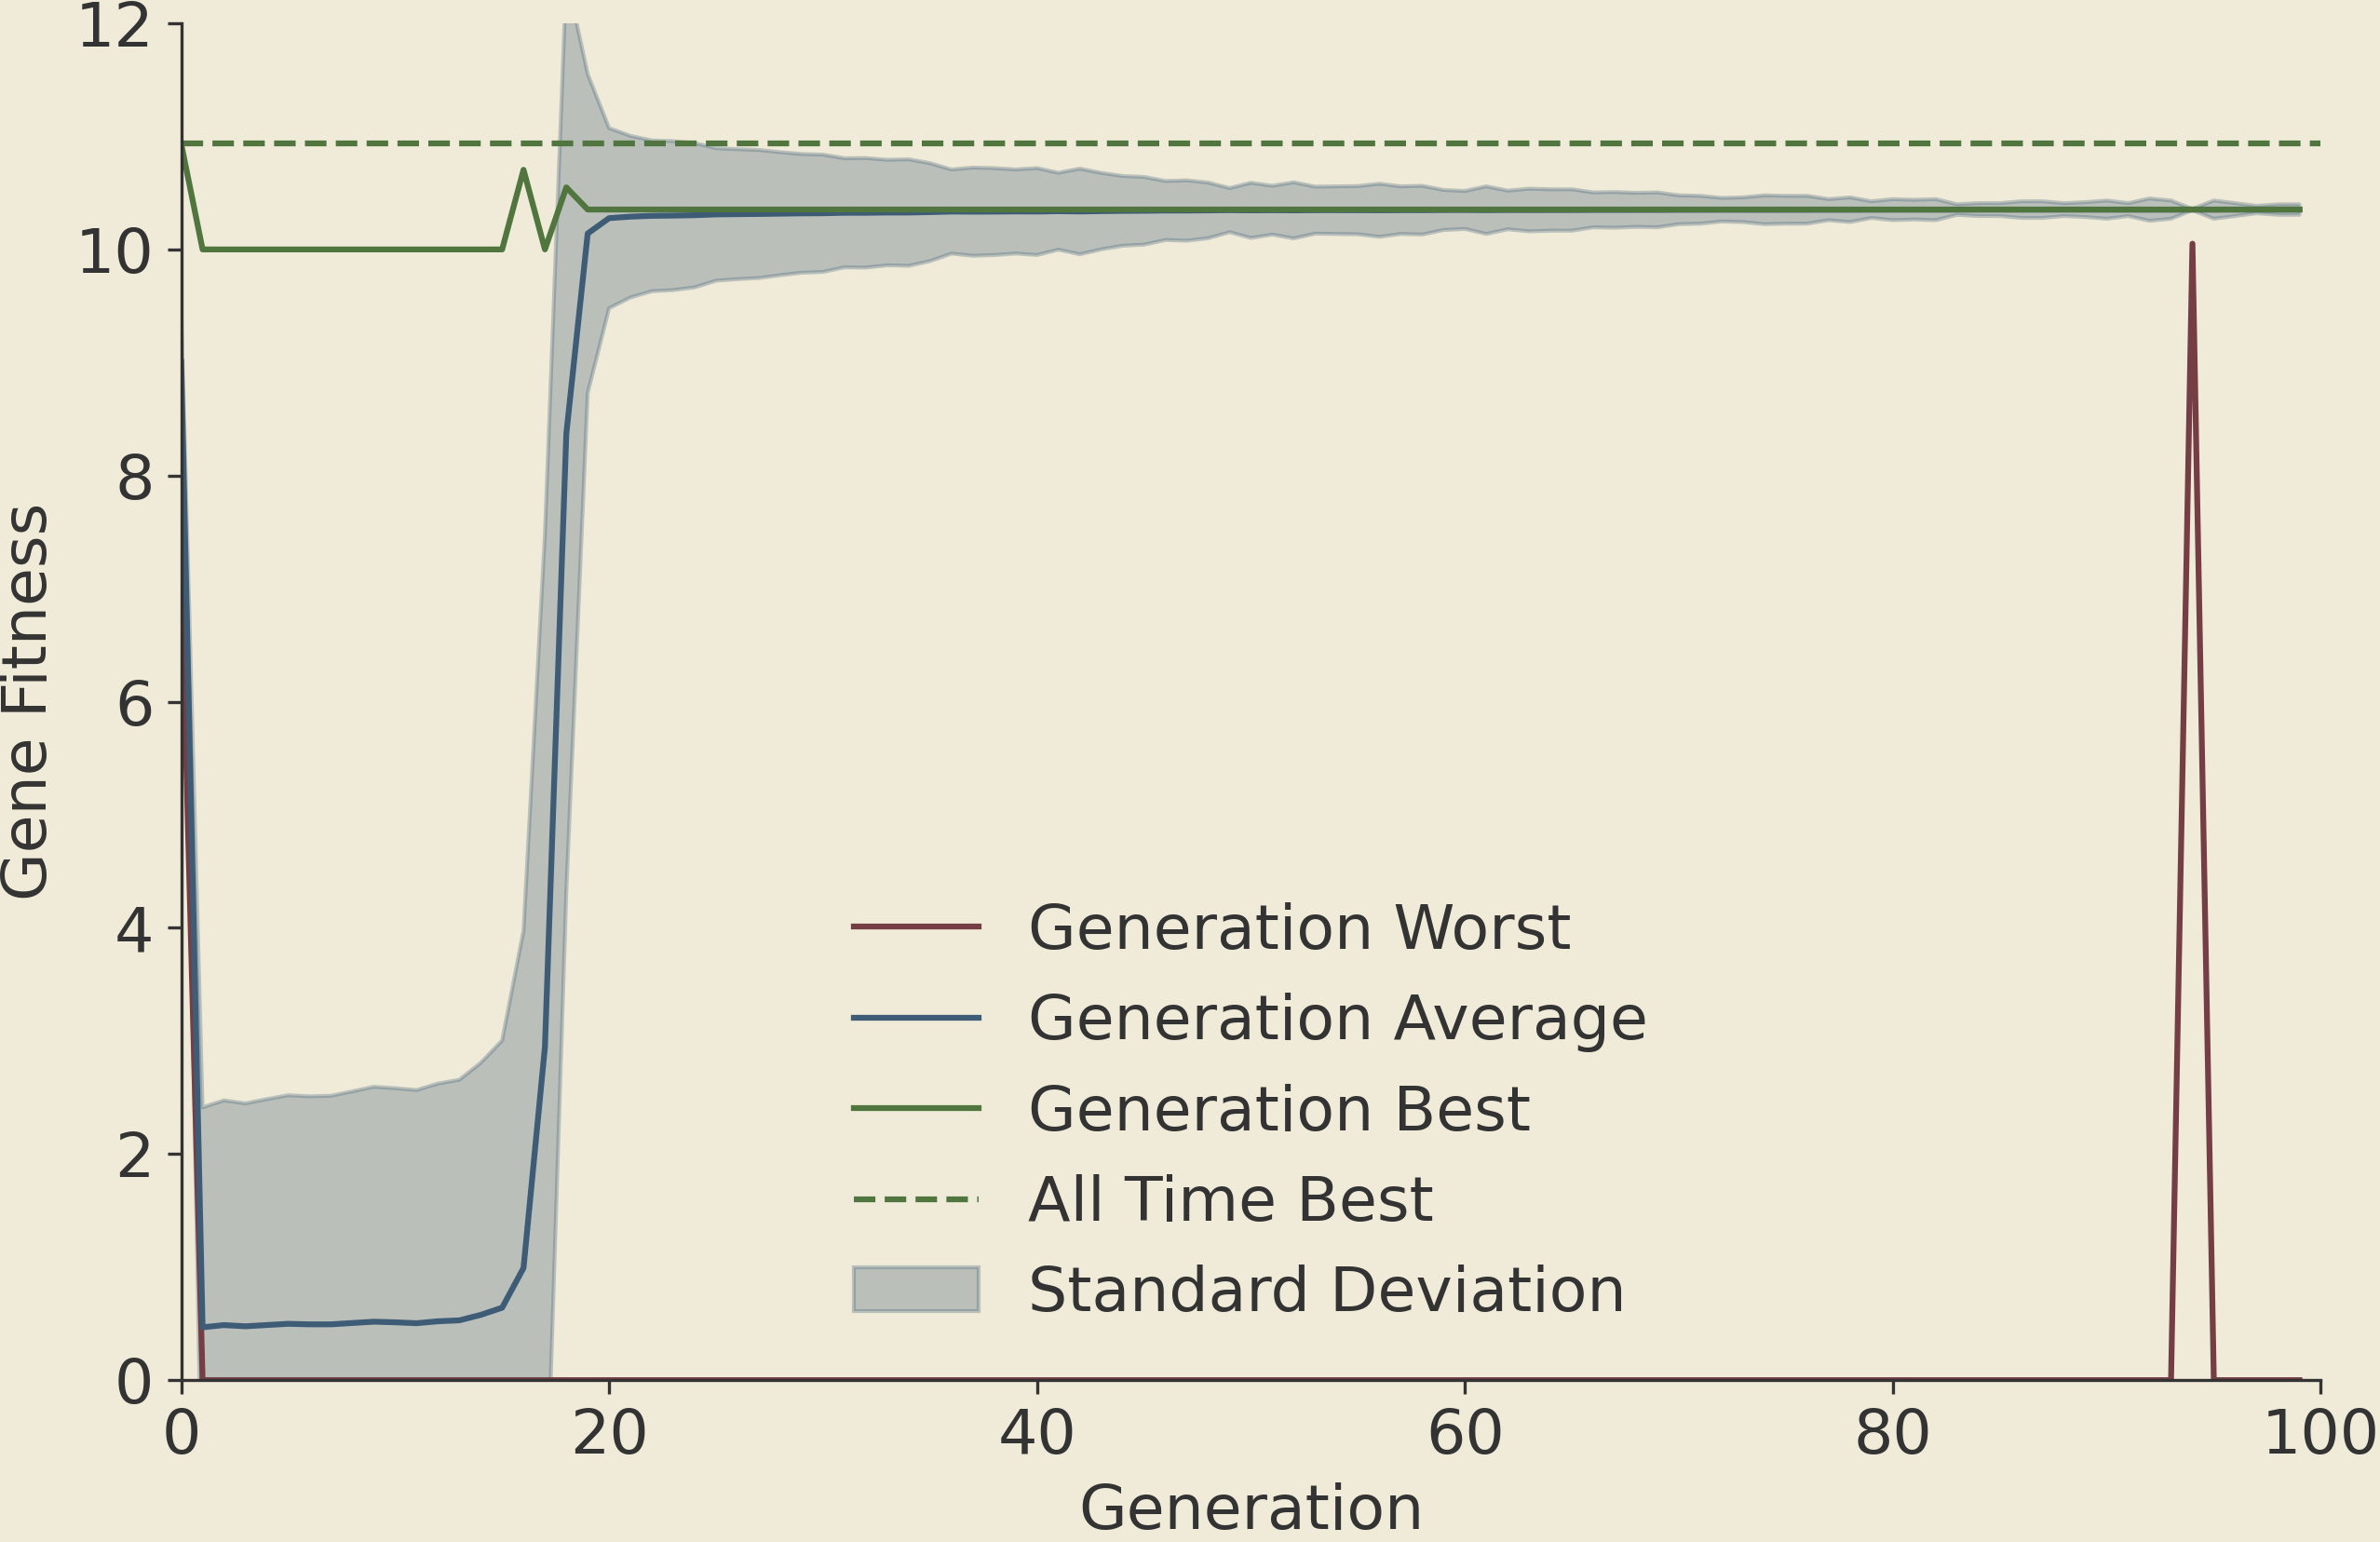 12
10
8
6
4
2
0
Gene Fitness
Generation Worst
Generation Average
Generation Best
All Time Best
Standard Deviation
0 20 40 60 80 100
Generation